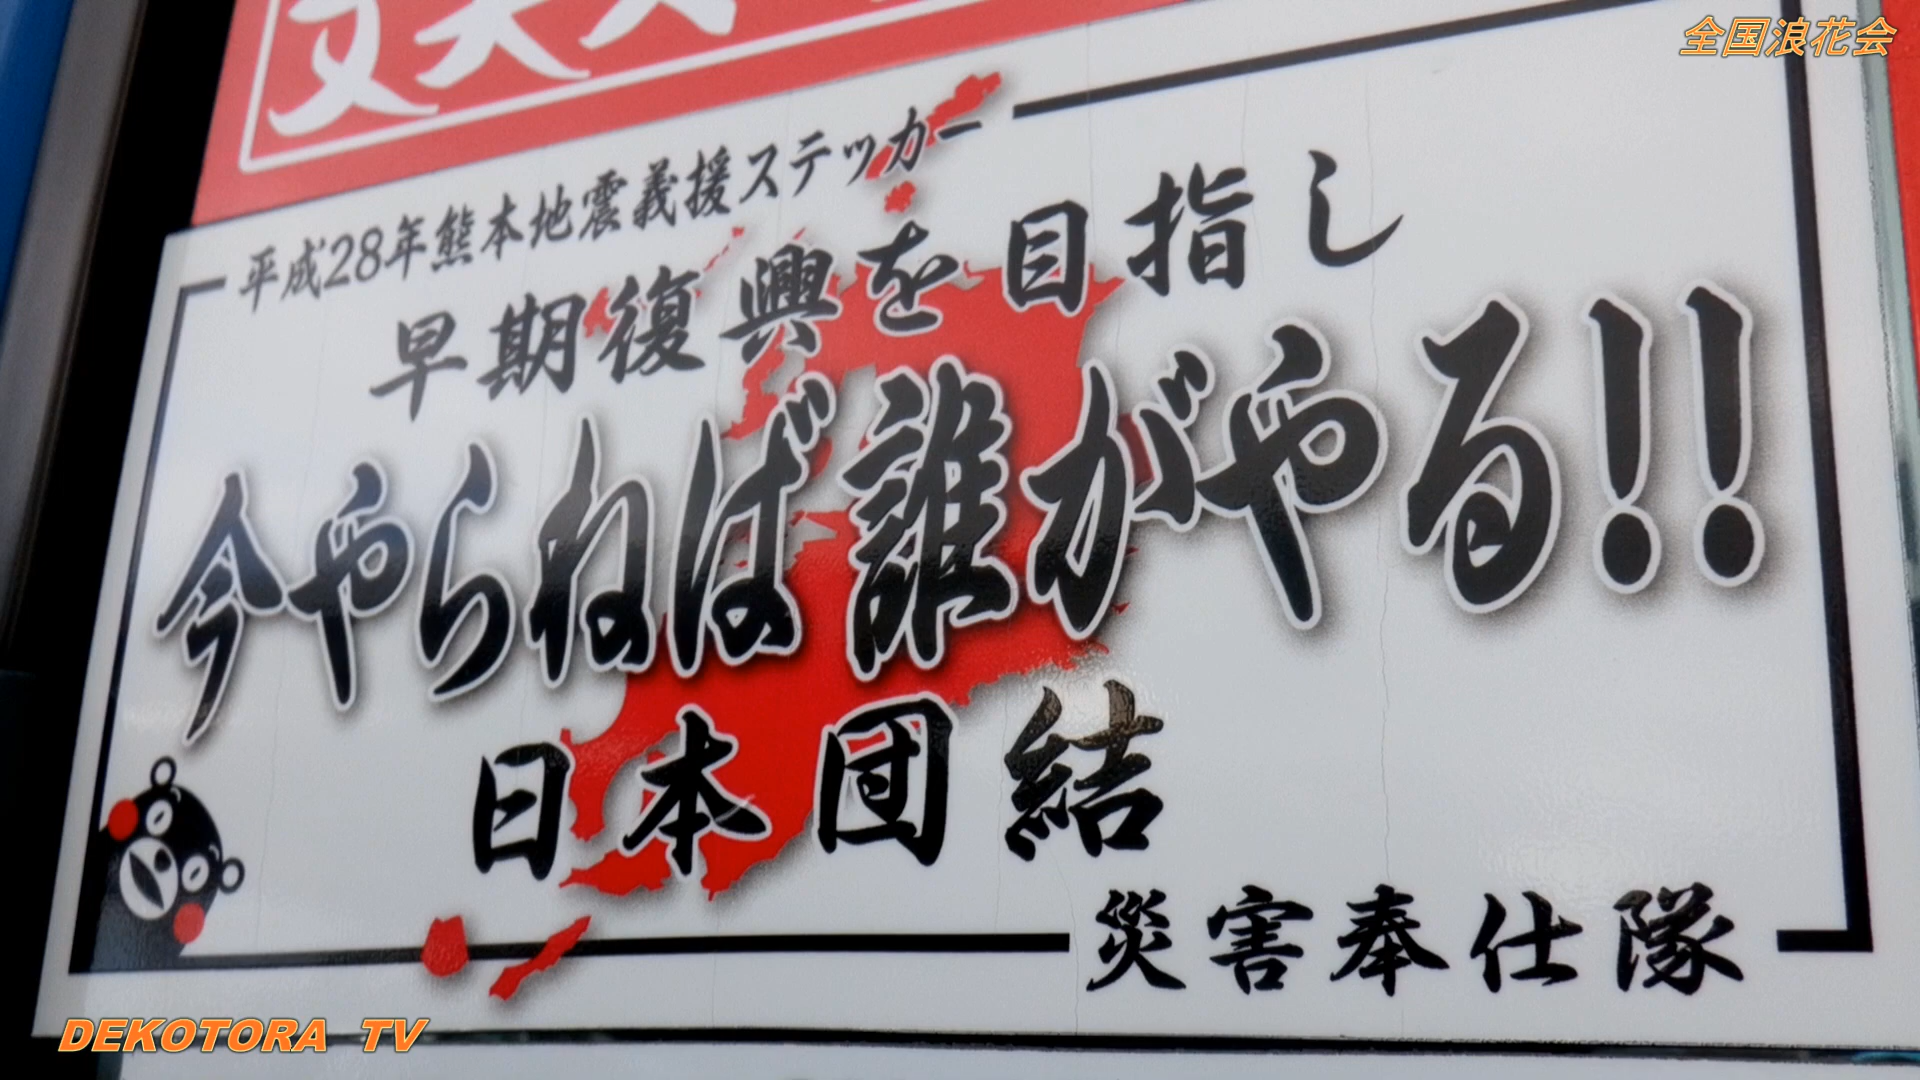 全国浪花会
平成28年熊本地震義援ステッカー
早期復興を目指し
今やらねば誰がやる!!
日本団結
災害奉仕隊
DEKOTORA TV